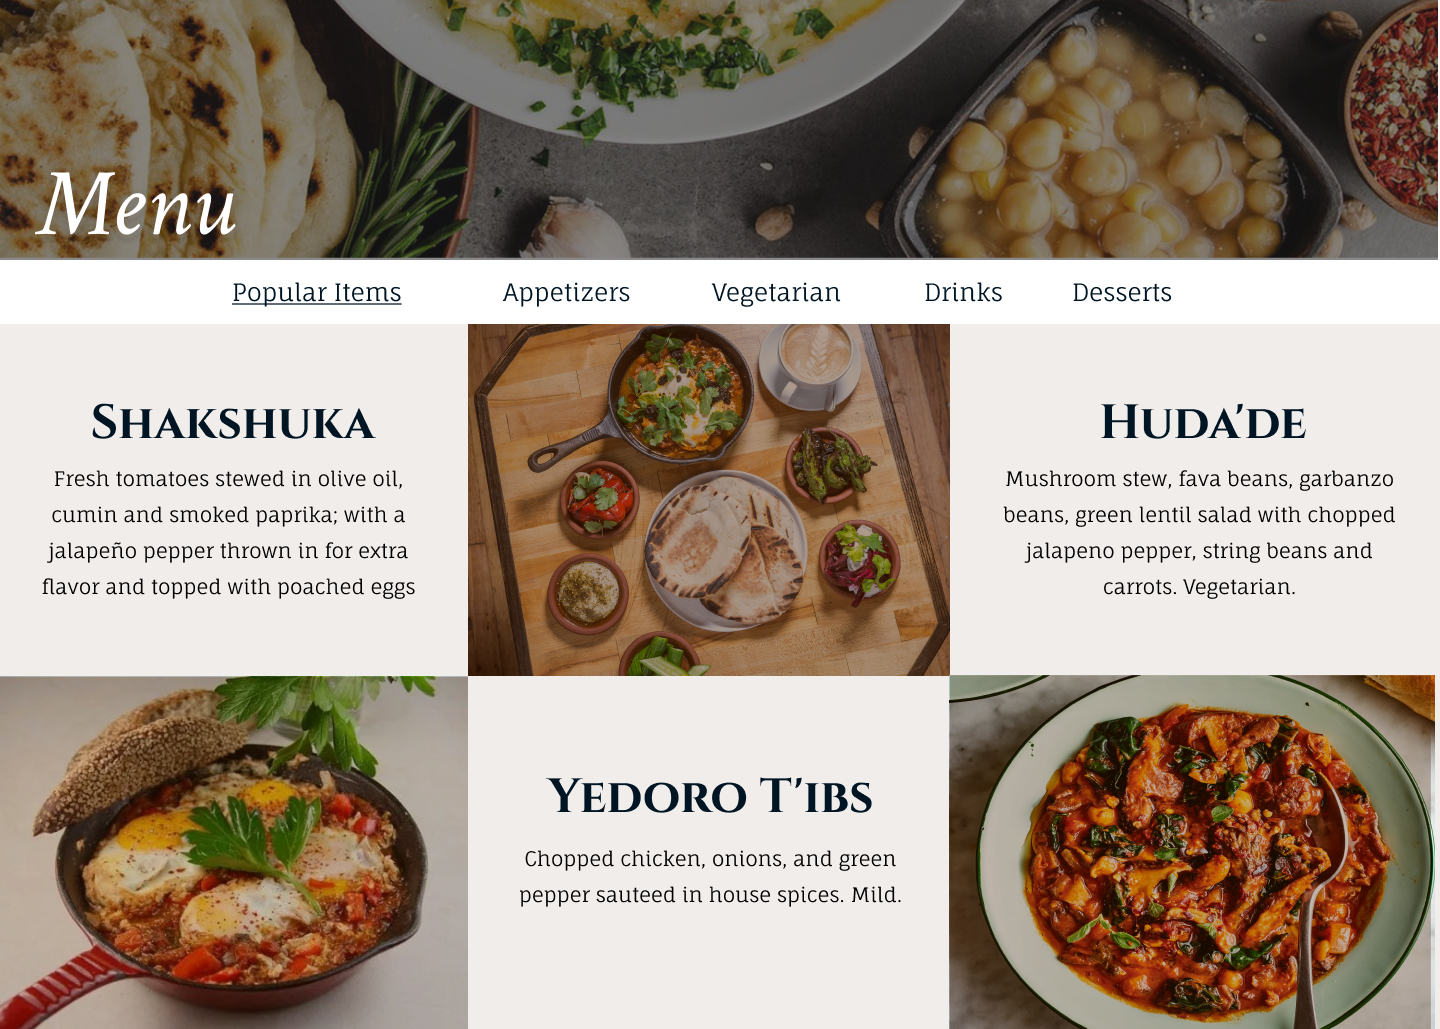 Menu
Popular Items
Appetizers
Vegetarian
Drinks
Desserts
Shakshuka
Fresh tomatoes stewed in olive oil,
cumin and smoked paprika; with a
jalapeño pepper thrown in for extra
flavor and topped with poached eggs
Huda'de
Mushroom stew, fava beans, garbanzo
beans, green lentil salad with chopped
jalapeno pepper, string beans and
carrots. Vegetarian.
Yedoro T'ibs
Chopped chicken, onions, and green
pepper sauteed in house spices. Mild.